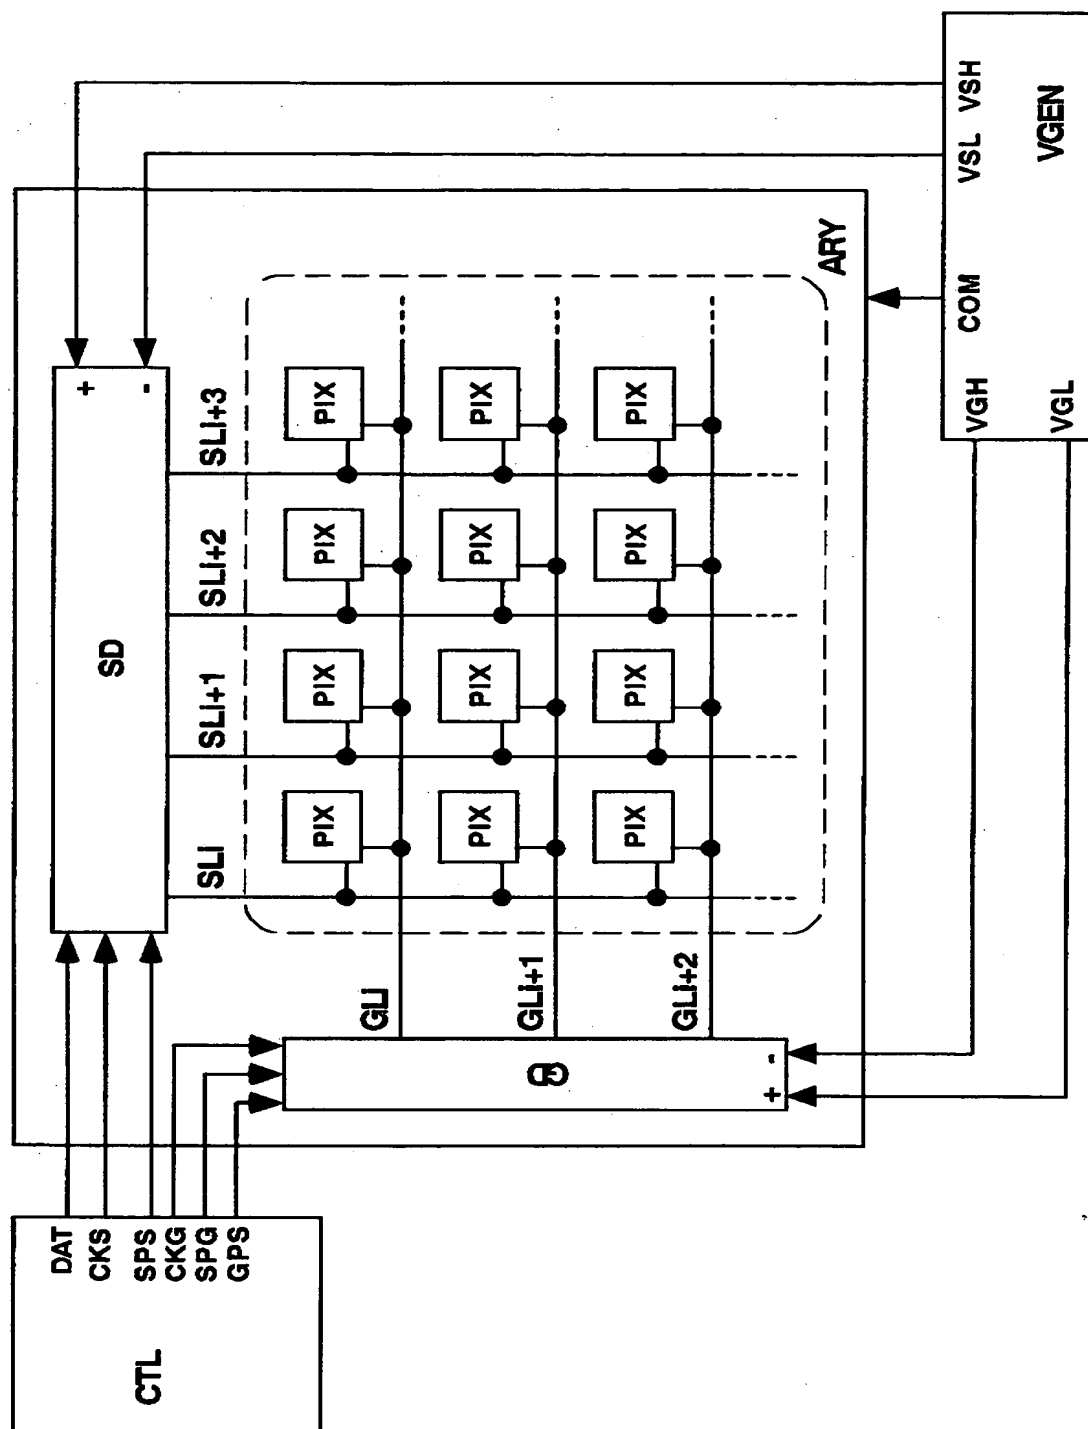 VSH
VSL
COM
VGH
VGL
VGEN
ARY
+
-
SD
SLi+3
SLi+2
SLi+1
SLi
PIX
PIX
PIX
PIX
PIX
PIX
PIX
PIX
PIX
PIX
PIX
PIX
GLi
GLi+1
GLi+2
GD
+
-
DAT
CKS
SPS
CKG
SPG
GPS
CTL